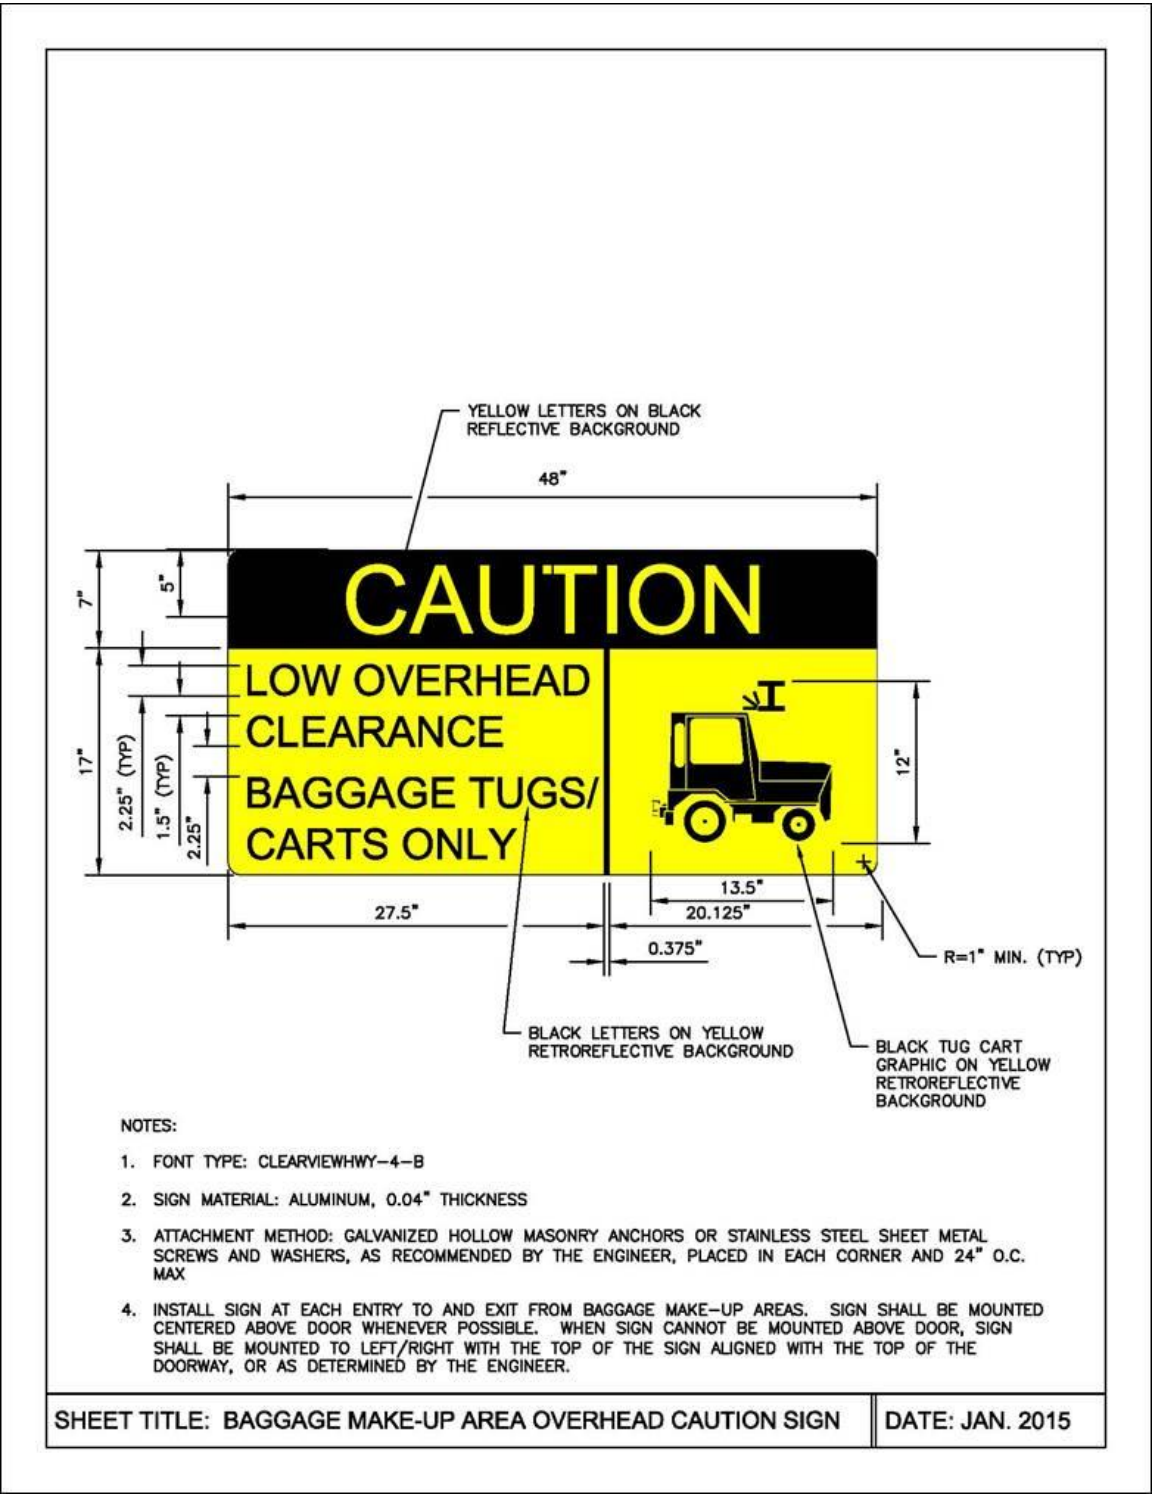 YELLOW LETTERS ON BLACK
REFLECTIVE BACKGROUND
48"
7"
5"
CAUTION
LOW OVERHEAD
CLEARANCE
BAGGAGE TUGS/
CARTS ONLY
17"
2.25" (TYP)
1.5" (TYP)
2.25"
12"
13.5"
27.5"
20.125"
0.375"
R=1" MIN. (TYP)
BLACK LETTERS ON YELLOW
RETROREFLECTIVE BACKGROUND
BLACK TUG CART
GRAPHIC ON YELLOW
RETROREFLECTIVE
BACKGROUND
NOTES:
1. FONT TYPE: CLEARVIEWHWY-4-B
2. SIGN MATERIAL: ALUMINUM, 0.04" THICKNESS
3. ATTACHMENT METHOD: GALVANIZED HOLLOW MASONRY ANCHORS OR STAINLESS STEEL SHEET METAL
SCREWS AND WASHERS, AS RECOMMENDED BY THE ENGINEER, PLACED IN EACH CORNER AND 24" O.C.
MAX
4. INSTALL SIGN AT EACH ENTRY TO AND EXIT FROM BAGGAGE MAKE-UP AREAS. SIGN SHALL BE MOUNTED
CENTERED ABOVE DOOR WHENEVER POSSIBLE. WHEN SIGN CANNOT BE MOUNTED ABOVE DOOR, SIGN
SHALL BE MOUNTED TO LEFT/RIGHT WITH THE TOP OF THE SIGN ALIGNED WITH THE TOP OF THE
DOORWAY, OR AS DETERMINED BY THE ENGINEER.
SHEET TITLE: BAGGAGE MAKE-UP AREA OVERHEAD CAUTION SIGN
DATE: JAN. 2015